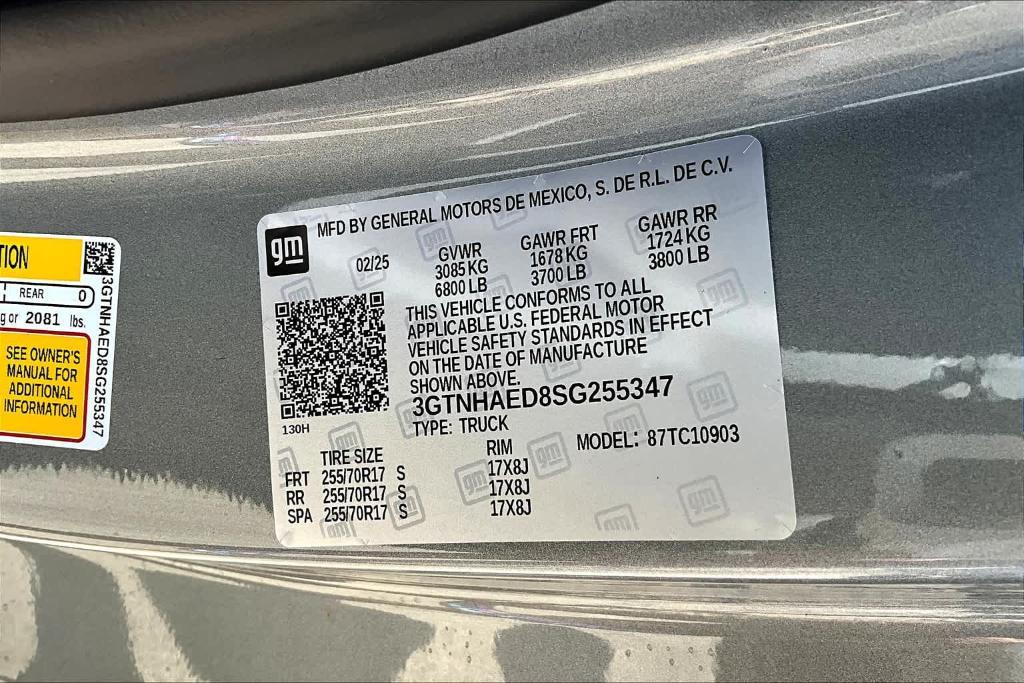 TION
REAR 0
g or 2081 lbs.
SEE OWNER'S
MANUAL FOR
ADDITIONAL
INFORMATION
3GTNHAED8SG255347
gm
MFD BY GENERAL MOTORS DE MEXICO, S. DE R.L. DE C.V.
02/25
GVWR
3085 KG
6800 LB
GAWR FRT
1678 KG
3700 LB
GAWR RR
1724 KG
3800 LB
THIS VEHICLE CONFORMS TO ALL
APPLICABLE U.S. FEDERAL MOTOR
VEHICLE SAFETY STANDARDS IN EFFECT
ON THE DATE OF MANUFACTURE
SHOWN ABOVE.
3GTNHAED8SG255347
TYPE: TRUCK
130H
MODEL: 87TC10903
TIRE SIZE RIM
FRT 255/70R17 S 17X8J
RR 255/70R17 S 17X8J
SPA 255/70R17 S 17X8J